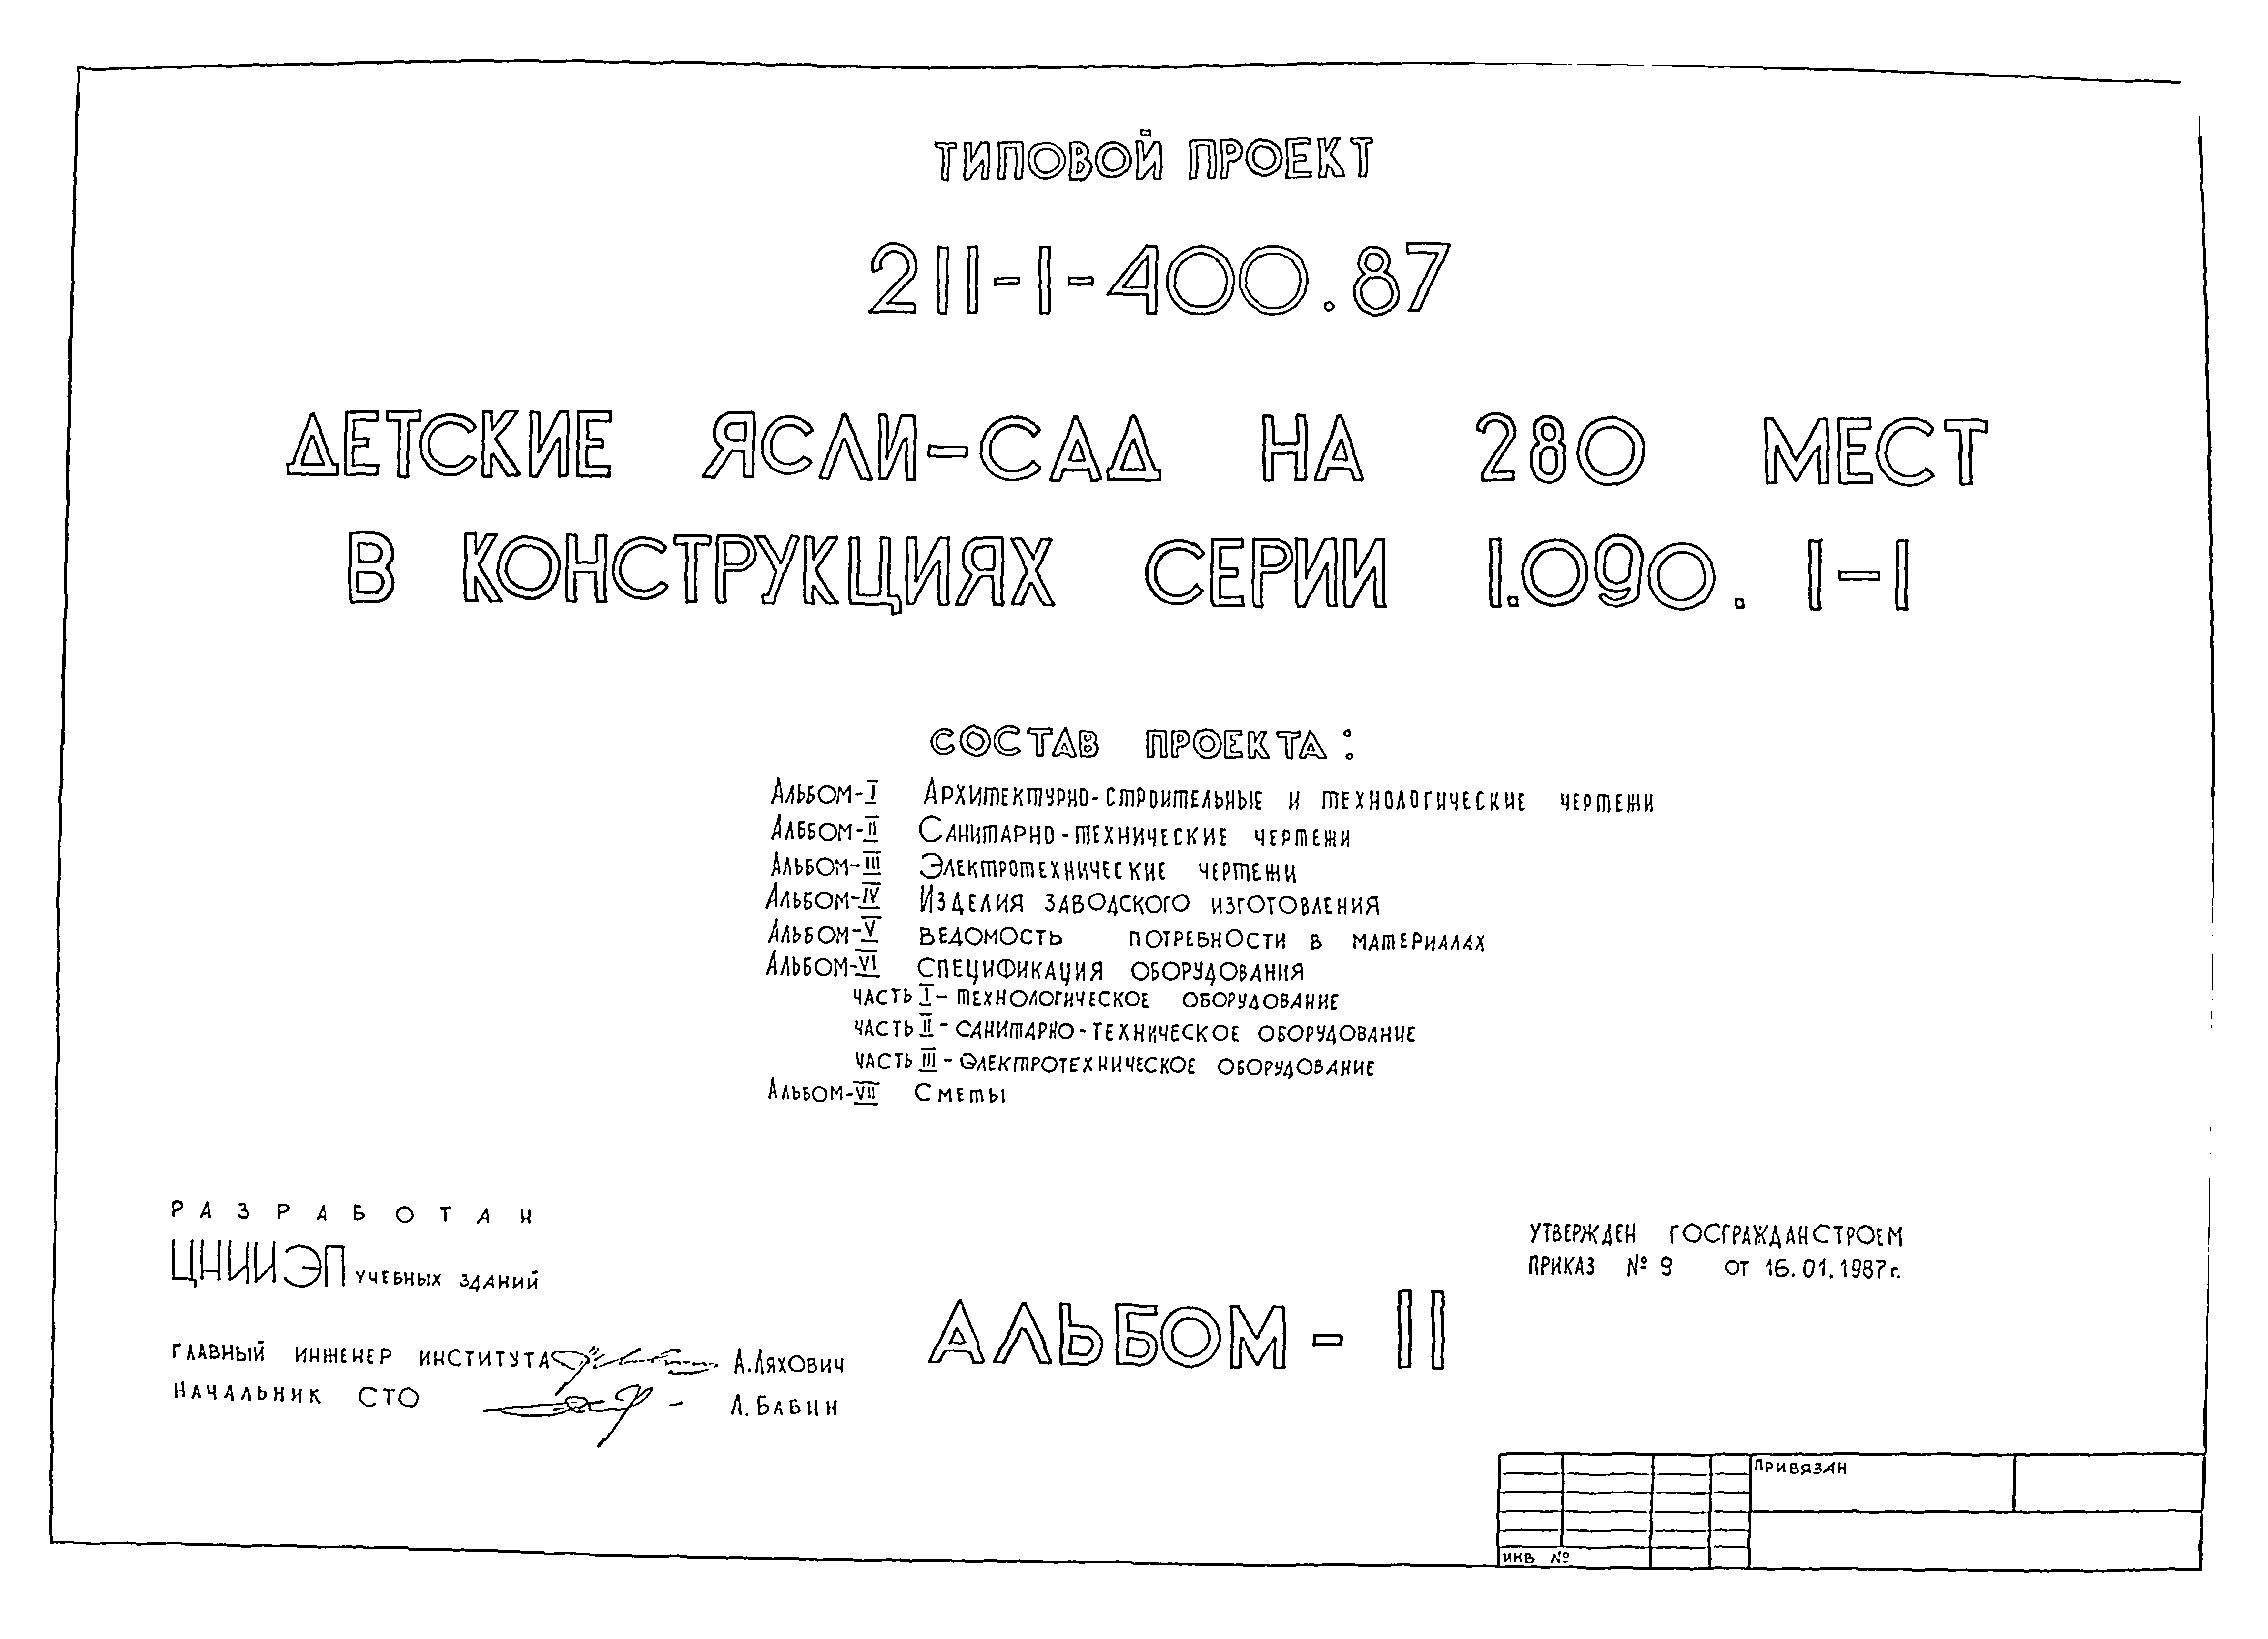 ТИПОВОЙ ПРОЕКТ
211-1-400.87
ДЕТСКИЕ ЯСЛИ-САД НА 280 МЕСТ
В КОНСТРУКЦИЯХ СЕРИИ 1.090.1-1
СОСТАВ ПРОЕКТА:
Альбом-I Архитектурно-строительные и технологические чертежи
Альбом-II Санитарно-технические чертежи
Альбом-III Электротехнические чертежи
Альбом-IV Изделия заводского изготовления
Альбом-V Ведомость потребности в материалах
Альбом-VI Спецификация оборудования
часть I - технологическое оборудование
часть II - санитарно-техническое оборудование
часть III - электротехническое оборудование
Альбом-VII Сметы
РАЗРАБОТАН
ЦНИИЭП учебных зданий
ГЛАВНЫЙ ИНЖЕНЕР ИНСТИТУТА А.Ляхович
НАЧАЛЬНИК СТО Л.Бабин
АЛЬБОМ-II
УТВЕРЖДЕН ГОСГРАЖДАНСТРОЕМ
ПРИКАЗ № 9 ОТ 16.01.1987г.
ПРИВЯЗАН
ИНВ №